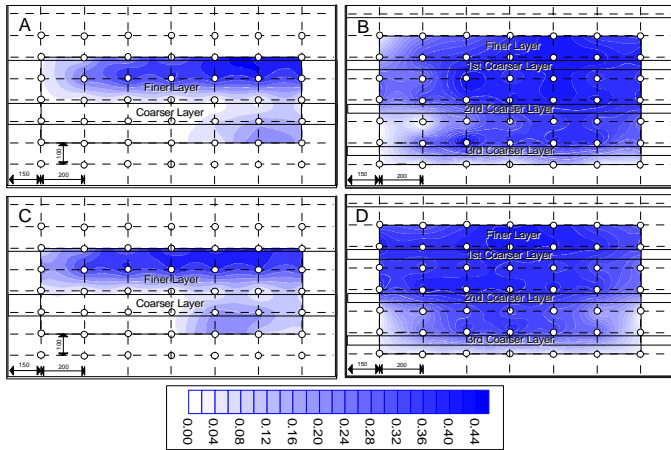 A
Finer Layer
Coarser Layer
100
150
200
B
Finer Layer
1st Coarser Layer
2nd Coarser Layer
3rd Coarser Layer
150
200
C
Finer Layer
Coarser Layer
100
150
200
D
Finer Layer
1st Coarser Layer
2nd Coarser Layer
3rd Coarser Layer
150
200
0.00
0.04
0.08
0.12
0.16
0.20
0.24
0.28
0.32
0.36
0.40
0.44